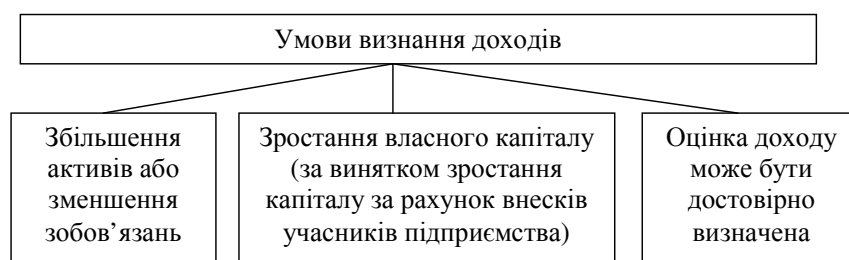 Умови визнання доходів
Збільшення
активів або
зменшення
зобов’язань
Зростання власного капіталу
(за винятком зростання
капіталу за рахунок внесків
учасників підприємства)
Оцінка доходу
може бути
достовірно
визначена